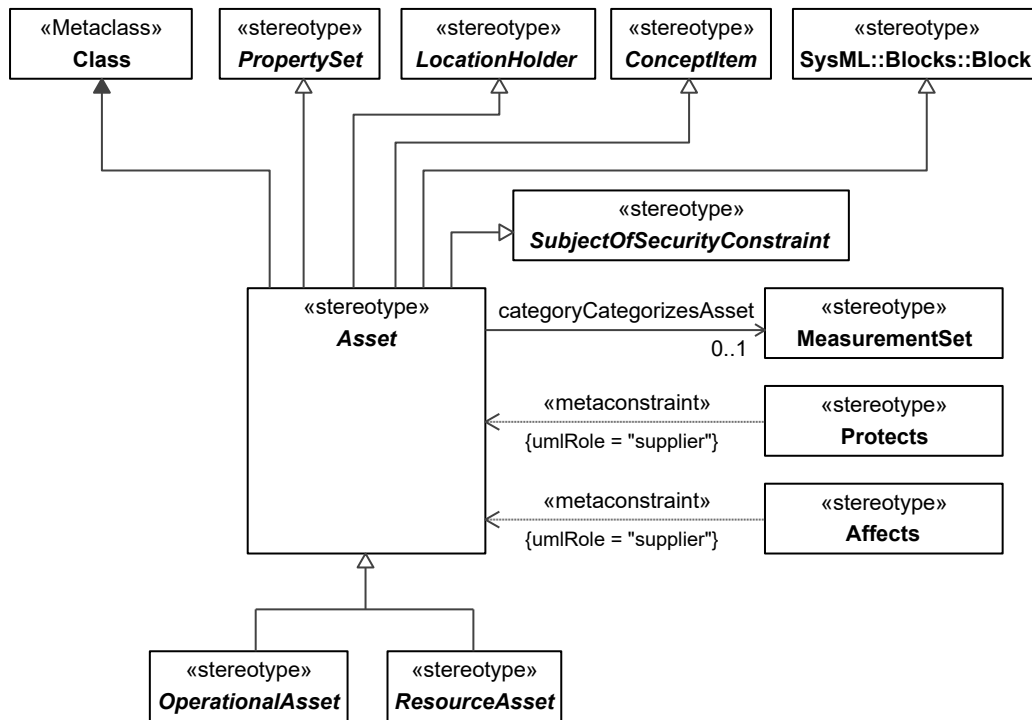 «Metaclass»
Class
«stereotype»
PropertySet
«stereotype»
LocationHolder
«stereotype»
ConceptItem
«stereotype»
SysML::Blocks::Block
«stereotype»
SubjectOfSecurityConstraint
«stereotype»
Asset
categoryCategorizesAsset
0..1
«stereotype»
MeasurementSet
«metaconstraint»
{umlRole = "supplier"}
«stereotype»
Protects
«metaconstraint»
{umlRole = "supplier"}
«stereotype»
Affects
«stereotype»
OperationalAsset
«stereotype»
ResourceAsset